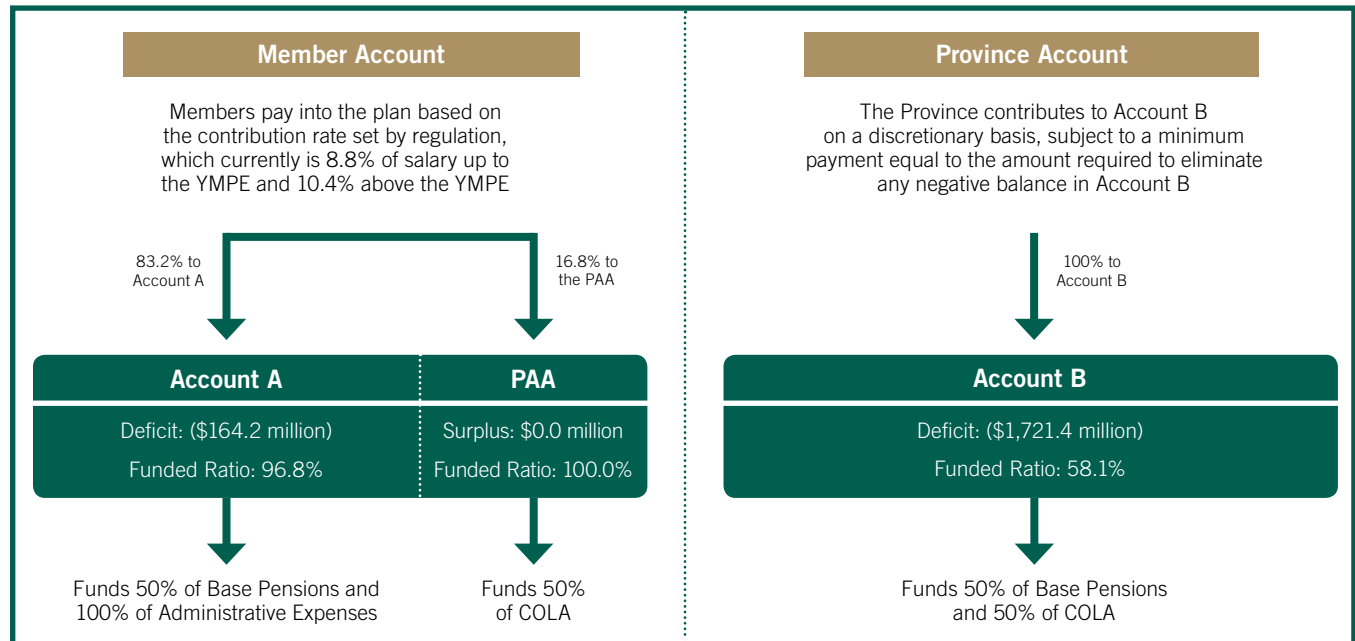 Member Account
Members pay into the plan based on
the contribution rate set by regulation,
which currently is 8.8% of salary up to
the YMPE and 10.4% above the YMPE
83.2% to
Account A
16.8% to
the PAA
Account A
Deficit: ($164.2 million)
Funded Ratio: 96.8%
PAA
Surplus: $0.0 million
Funded Ratio: 100.0%
Funds 50% of Base Pensions and
100% of Administrative Expenses
Funds 50%
of COLA
Province Account
The Province contributes to Account B
on a discretionary basis, subject to a minimum
payment equal to the amount required to eliminate
any negative balance in Account B
100% to
Account B
Account B
Deficit: ($1,721.4 million)
Funded Ratio: 58.1%
Funds 50% of Base Pensions
and 50% of COLA